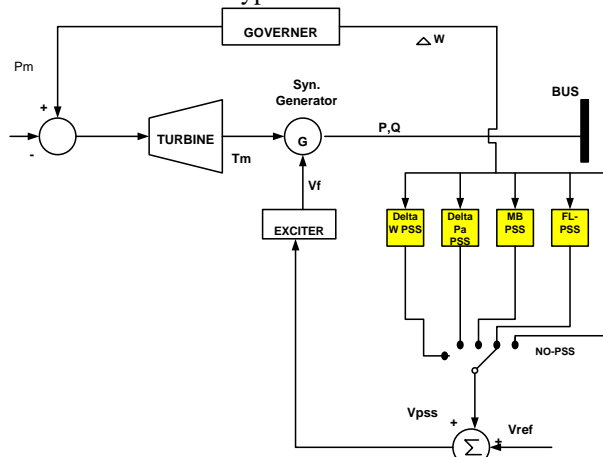 GOVERNER
W
Pm
Syn.
Generator
BUS
+
-
TURBINE
G
P,Q
Tm
Vf
EXCITER
Delta
W PSS
Delta
Pa
PSS
MB
PSS
FL-
PSS
NO-PSS
Vpss
+
Vref
+
Σ